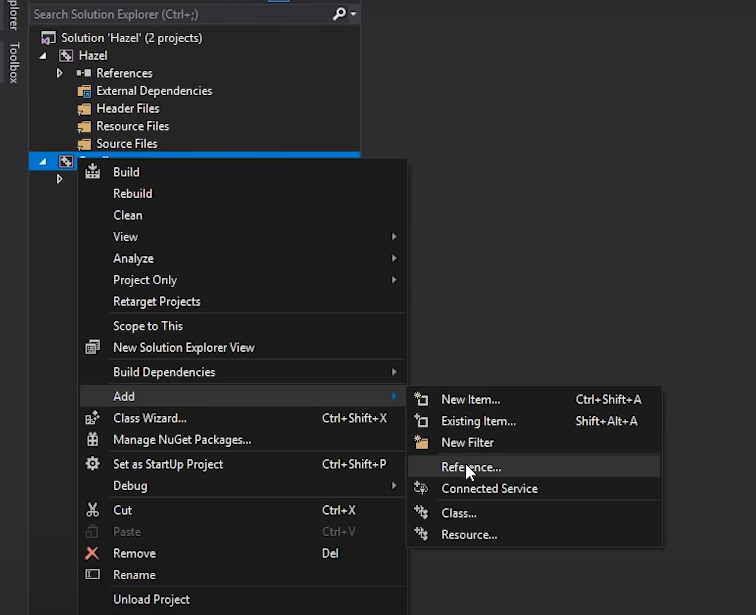 plorer
Toolbox
Search Solution Explorer (Ctrl+;)
Solution 'Hazel' (2 projects)
Hazel
References
External Dependencies
Header Files
Resource Files
Source Files
Build
Rebuild
Clean
View
Analyze
Project Only
Retarget Projects
Scope to This
New Solution Explorer View
Build Dependencies
Add
Class Wizard... Ctrl+Shift+X
Manage NuGet Packages...
Set as StartUp Project Ctrl+Shift+P
Debug
Cut Ctrl+X
Paste Ctrl+V
Remove Del
Rename
Unload Project
New Item... Ctrl+Shift+A
Existing Item... Shift+Alt+A
New Filter
Reference...
Connected Service
Class...
Resource...